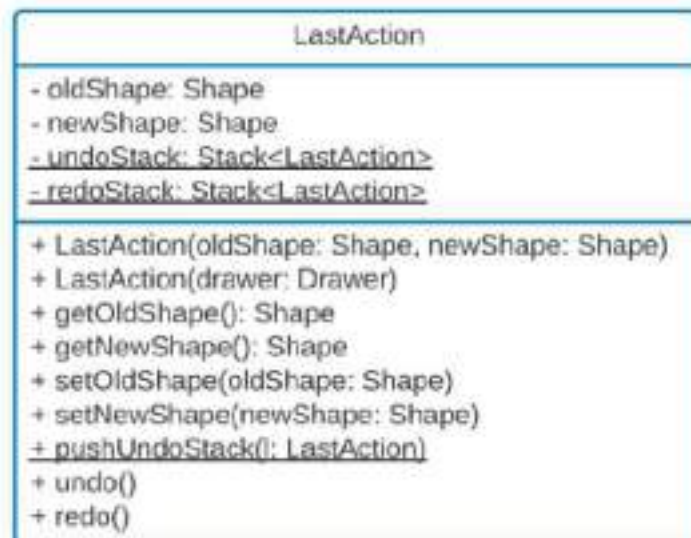 LastAction
- oldShape: Shape
- newShape: Shape
- undoStack: Stack<LastAction>
- redoStack: Stack<LastAction>
+ LastAction(oldShape: Shape, newShape: Shape)
+ LastAction(drawer: Drawer)
+ getOldShape(): Shape
+ getNewShape(): Shape
+ setOldShape(oldShape: Shape)
+ setNewShape(newShape: Shape)
+ pushUndoStack(l: LastAction)
+ undo()
+ redo()